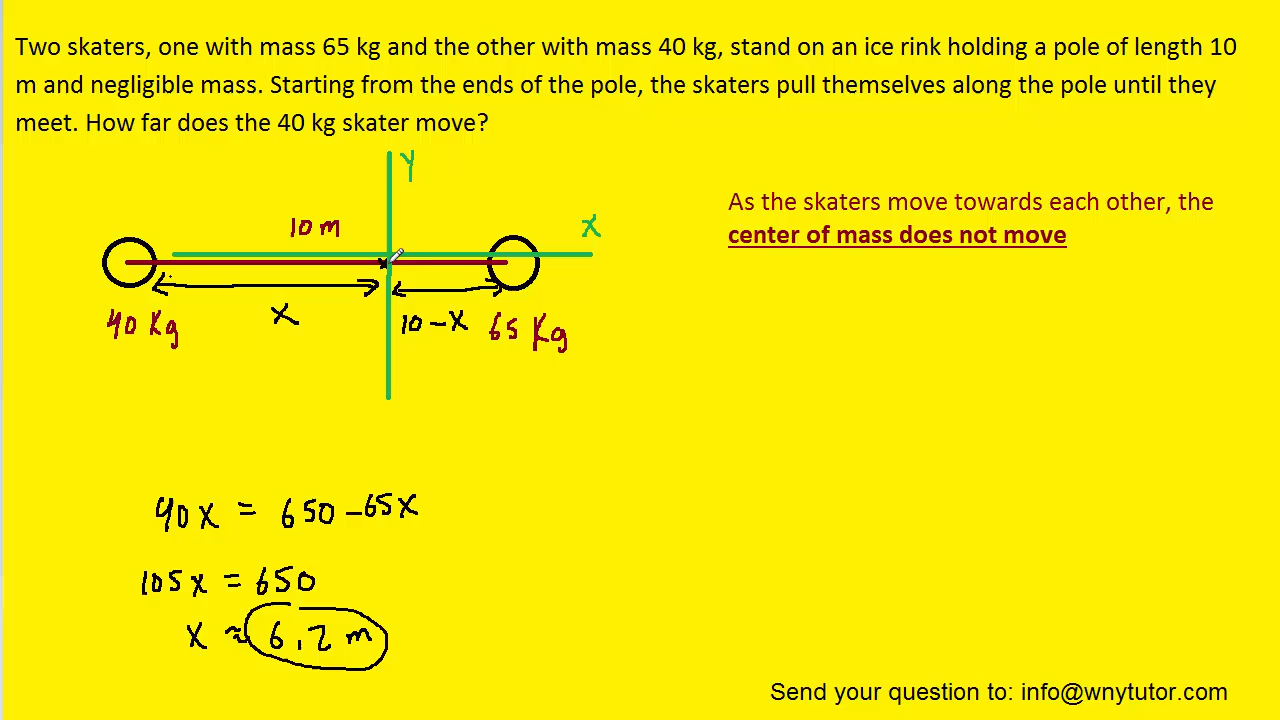 Two skaters, one with mass 65 kg and the other with mass 40 kg, stand on an ice rink holding a pole of length 10
m and negligible mass. Starting from the ends of the pole, the skaters pull themselves along the pole until they
meet. How far does the 40 kg skater move?
Y
As the skaters move towards each other, the
center of mass does not move
10 m
X
x
10 - x
40 Kg
65 Kg
40x = 650 - 65x
105x = 650
x ≈ 6.2 m
Send your question to: info@wnytutor.com